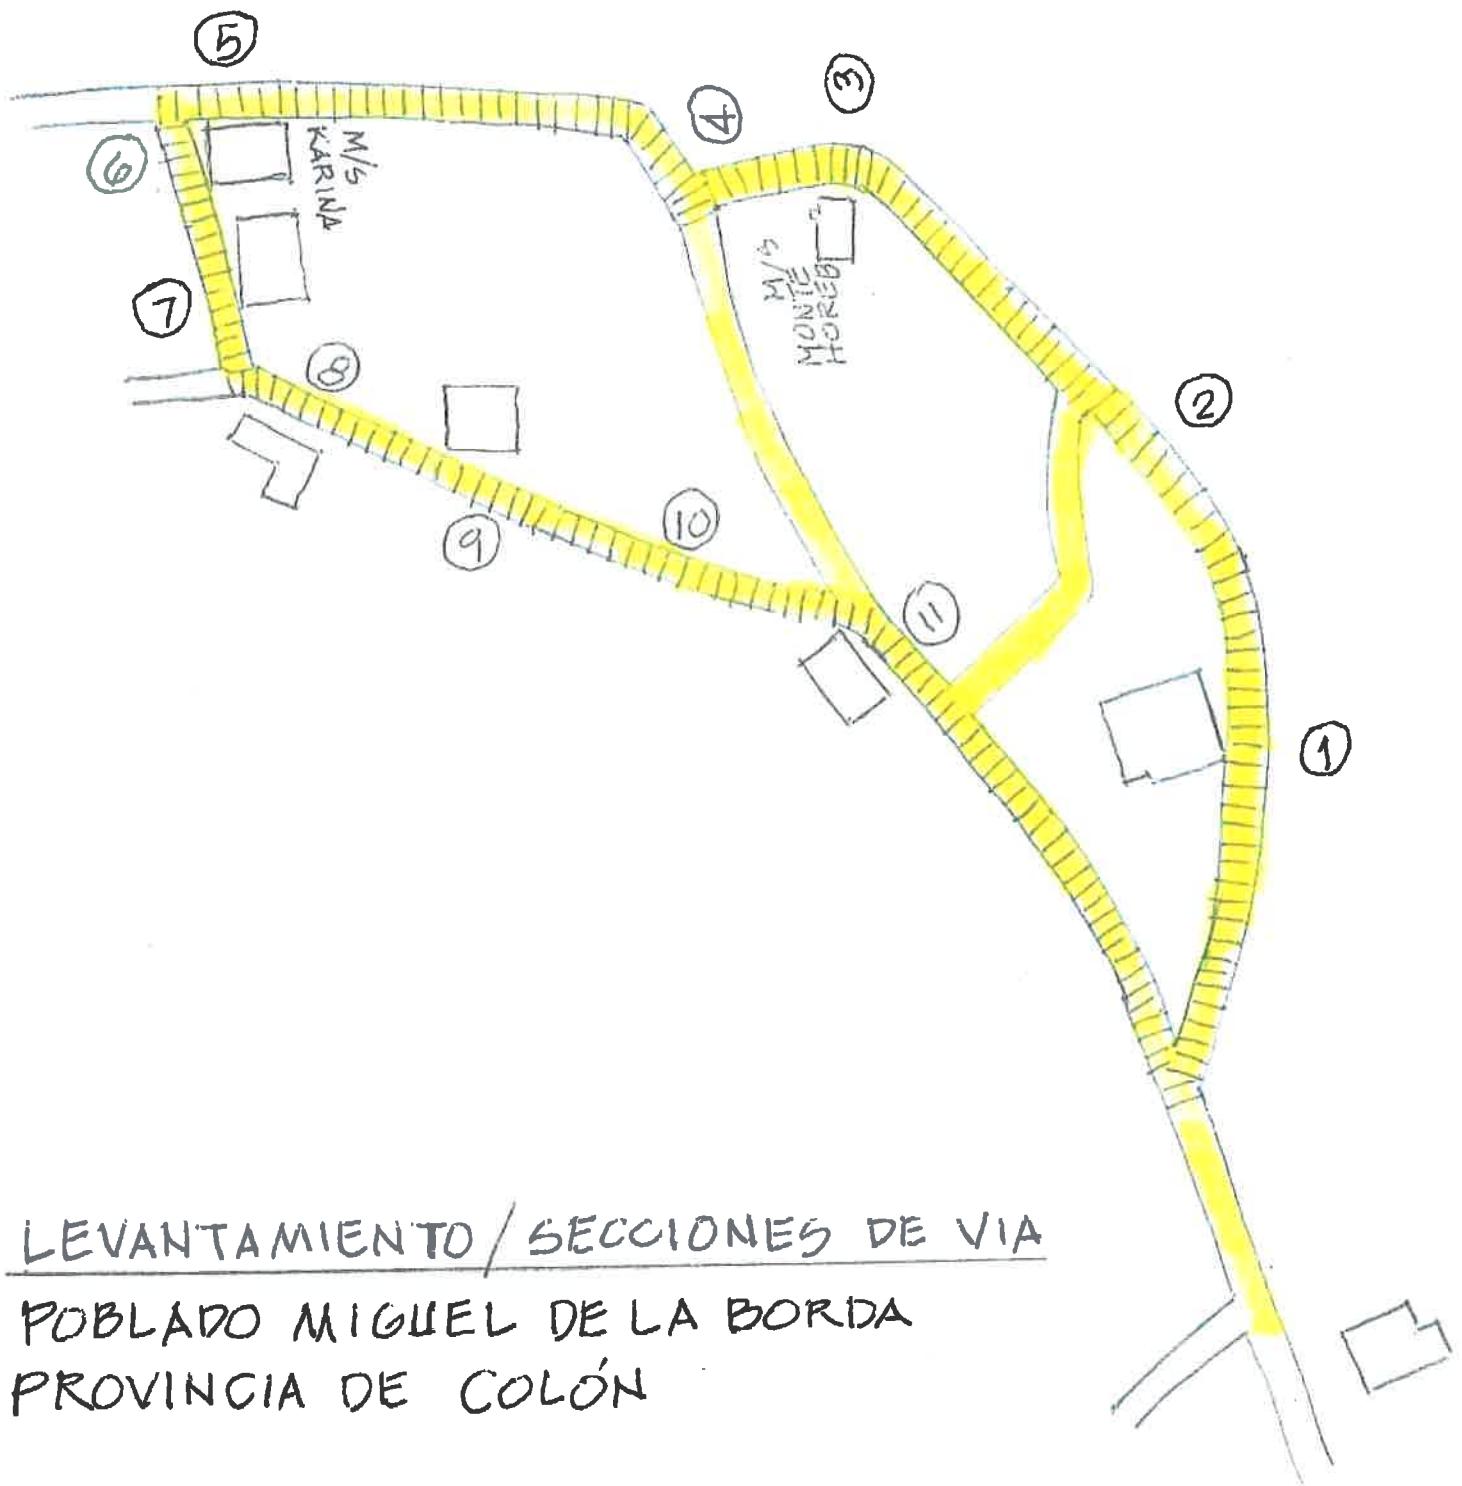 5
3
4
6
M/S
KARINA
7
M/S
MONTE
HOREB
8
2
9
10
11
1
LEVANTAMIENTO / SECCIONES DE VIA
POBLADO MIGUEL DE LA BORDA
PROVINCIA DE COLÓN